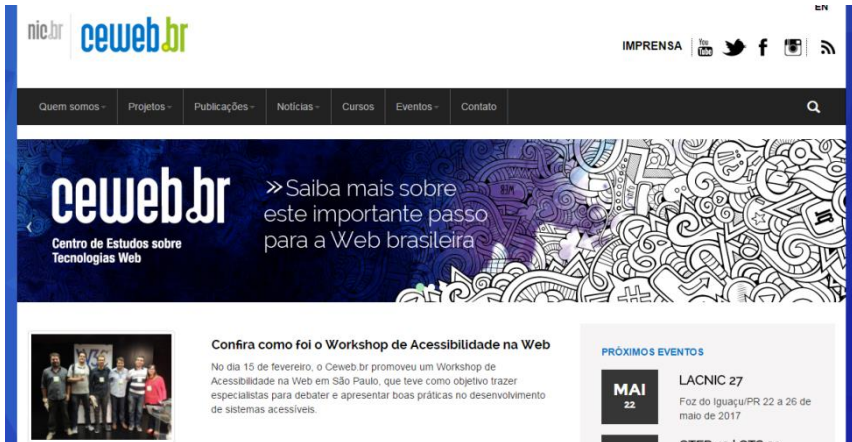 EN
nic.br ceweb.br
IMPRENSA You Tube
Quem somos Projetos Publicações Notícias Cursos Eventos Contato
ceweb.br
Centro de Estudos sobre
Tecnologias Web
» Saiba mais sobre
este importante passo
para a Web brasileira
Confira como foi o Workshop de Acessibilidade na Web
No dia 15 de fevereiro, o Ceweb.br promoveu um Workshop de
Acessibilidade na Web em São Paulo, que teve como objetivo trazer
especialistas para debater e apresentar boas práticas no desenvolvimento
de sistemas acessíveis.
PRÓXIMOS EVENTOS
MAI
22
LACNIC 27
Foz do Iguaçu/PR 22 a 26 de
maio de 2017